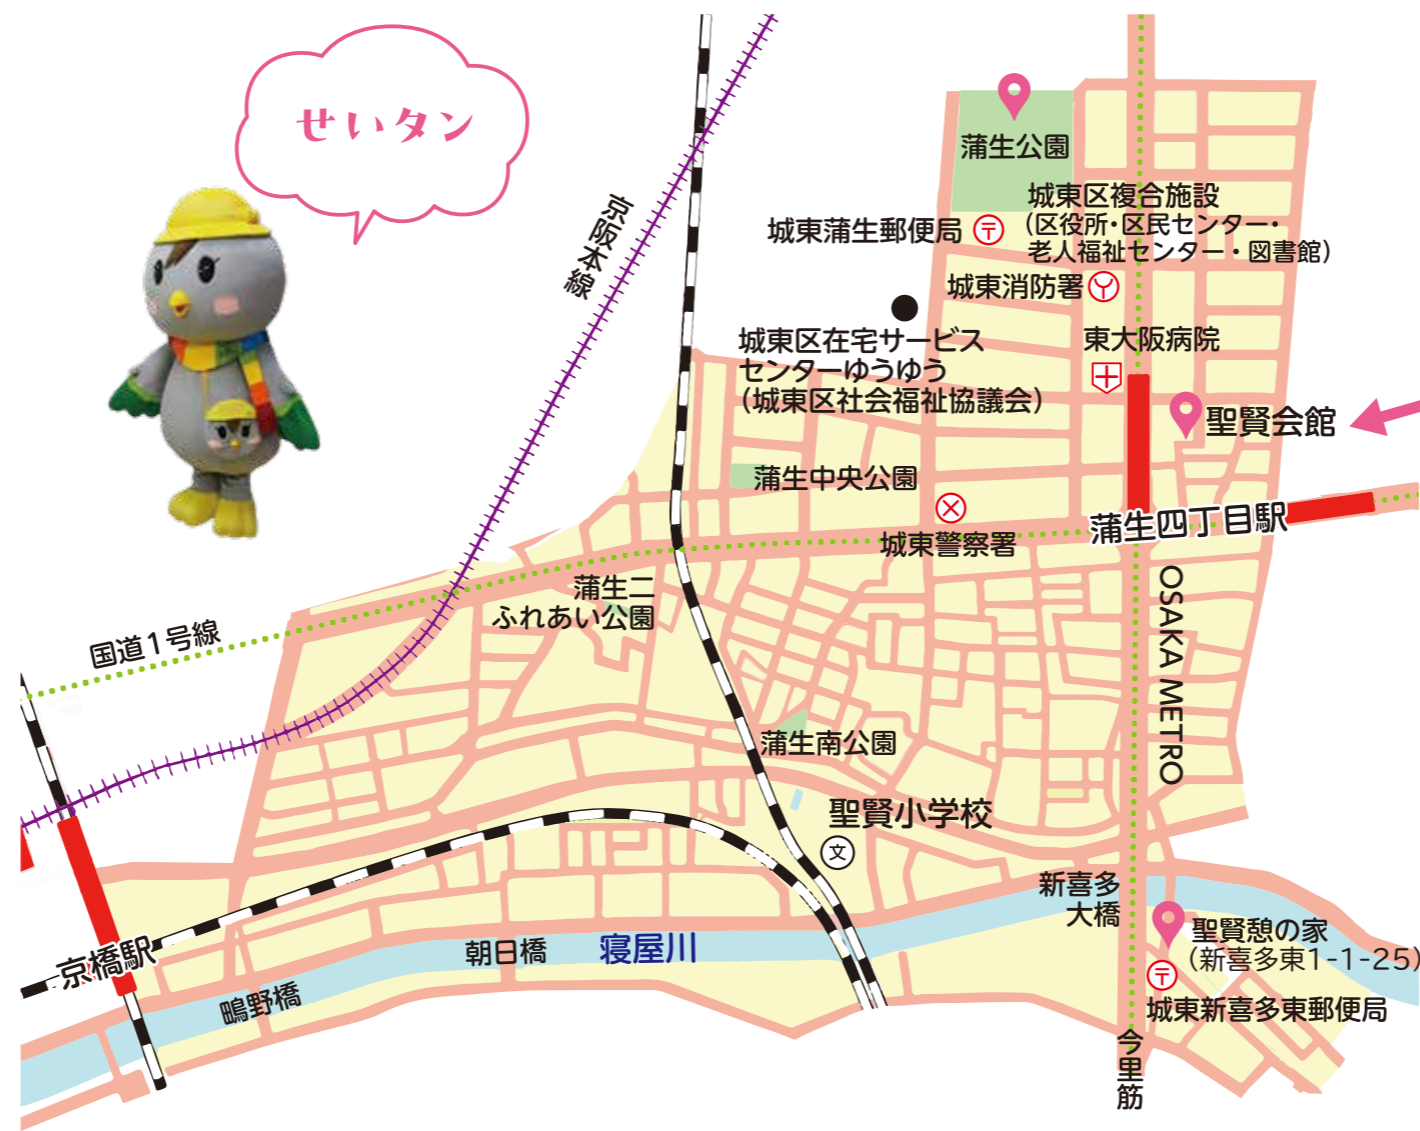 せいタン
蒲生公園
城東区複合施設
(区役所・区民センター・
老人福祉センター・図書館)
城東蒲生郵便局
〒
京阪本線
城東消防署
東大阪病院
城東区在宅サービス
センターゆうゆう
(城東区社会福祉協議会)
聖賢会館
蒲生中央公園
蒲生四丁目駅
城東警察署
蒲生二
ふれあい公園
国道1号線
OSAKA METRO
蒲生南公園
聖賢小学校
文
新喜多
大橋
聖賢憩の家
(新喜多東1-1-25)
〒
城東新喜多東郵便局
朝日橋
寝屋川
京橋駅
鴫野橋
今里筋